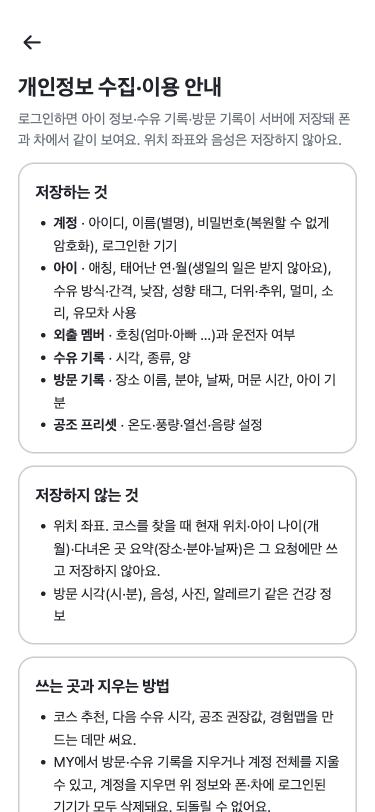 개인정보 수집·이용 안내
로그인하면 아이 정보·수유 기록·방문 기록이 서버에 저장돼 폰
과 차에서 같이 보여요. 위치 좌표와 음성은 저장하지 않아요.
저장하는 것
• 계정 · 아이디, 이름(별명), 비밀번호(복원할 수 없게
암호화), 로그인한 기기
• 아이 · 애칭, 태어난 연·월(생일의 일은 받지 않아요),
수유 방식·간격, 낮잠, 성향 태그, 더위·추위, 멀미, 소
리, 유모차 사용
• 외출 멤버 · 호칭(엄마·아빠 …)과 운전자 여부
• 수유 기록 · 시각, 종류, 양
• 방문 기록 · 장소 이름, 분야, 날짜, 머문 시간, 아이 기
분
• 공조 프리셋 · 온도·풍량·열선·음량 설정
저장하지 않는 것
• 위치 좌표. 코스를 찾을 때 현재 위치·아이 나이(개
월)·다녀온 곳 요약(장소·분야·날짜)은 그 요청에만 쓰
고 저장하지 않아요.
• 방문 시각(시·분), 음성, 사진, 알레르기 같은 건강 정
보
쓰는 곳과 지우는 방법
• 코스 추천, 다음 수유 시각, 공조 권장값, 경험맵을 만
드는 데만 써요.
• MY에서 방문·수유 기록을 지우거나 계정 전체를 지울
수 있고, 계정을 지우면 위 정보와 폰·차에 로그인된
기기가 모두 삭제돼요. 되돌릴 수 없어요.